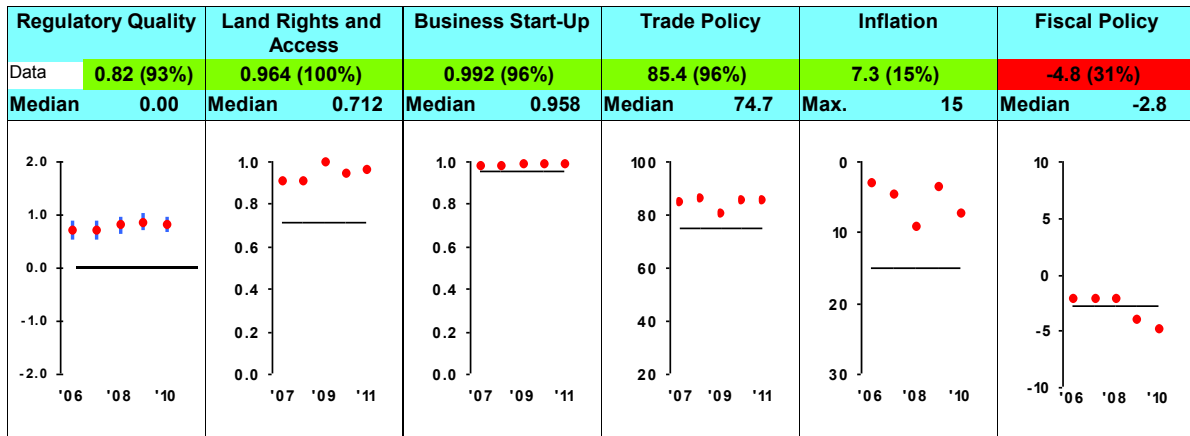 Regulatory Quality
Land Rights and
Access
Business Start-Up
Trade Policy
Inflation
Fiscal Policy
Data 0.82 (93%)
0.964 (100%)
0.992 (96%)
85.4 (96%)
7.3 (15%)
-4.8 (31%)
Median 0.00
Median 0.712
Median 0.958
Median 74.7
Max. 15
Median -2.8
2.0
1.0
0.0
-1.0
-2.0
'06 '08 '10
1.0
0.8
0.6
0.4
0.2
0.0
'07 '09 '11
1.0
0.8
0.6
0.4
0.2
0.0
'07 '09 '11
100
80
60
40
20
'07 '09 '11
0
10
20
30
'06 '08 '10
10
5
0
-5
-10
'06 '08 '10